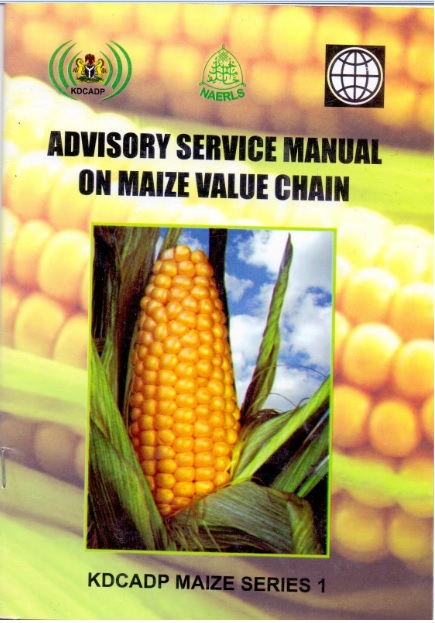 KDCADP
NAERLS
ADVISORY SERVICE MANUAL
ON MAIZE VALUE CHAIN
KDCADP MAIZE SERIES 1